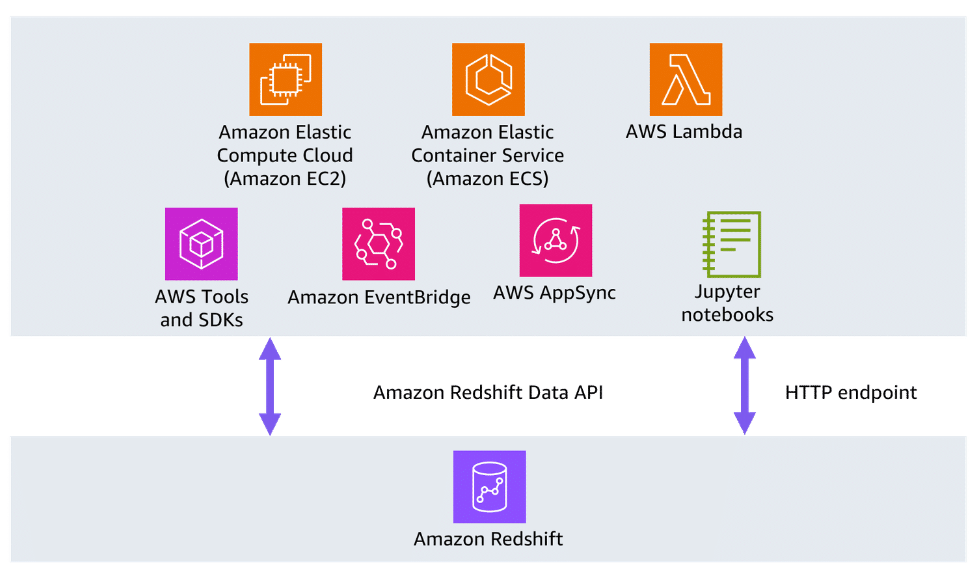 Amazon Elastic
Compute Cloud
(Amazon EC2)
Amazon Elastic
Container Service
(Amazon ECS)
AWS Lambda
AWS Tools
and SDKs
Amazon EventBridge
AWS AppSync
Jupyter
notebooks
Amazon Redshift Data API
HTTP endpoint
Amazon Redshift